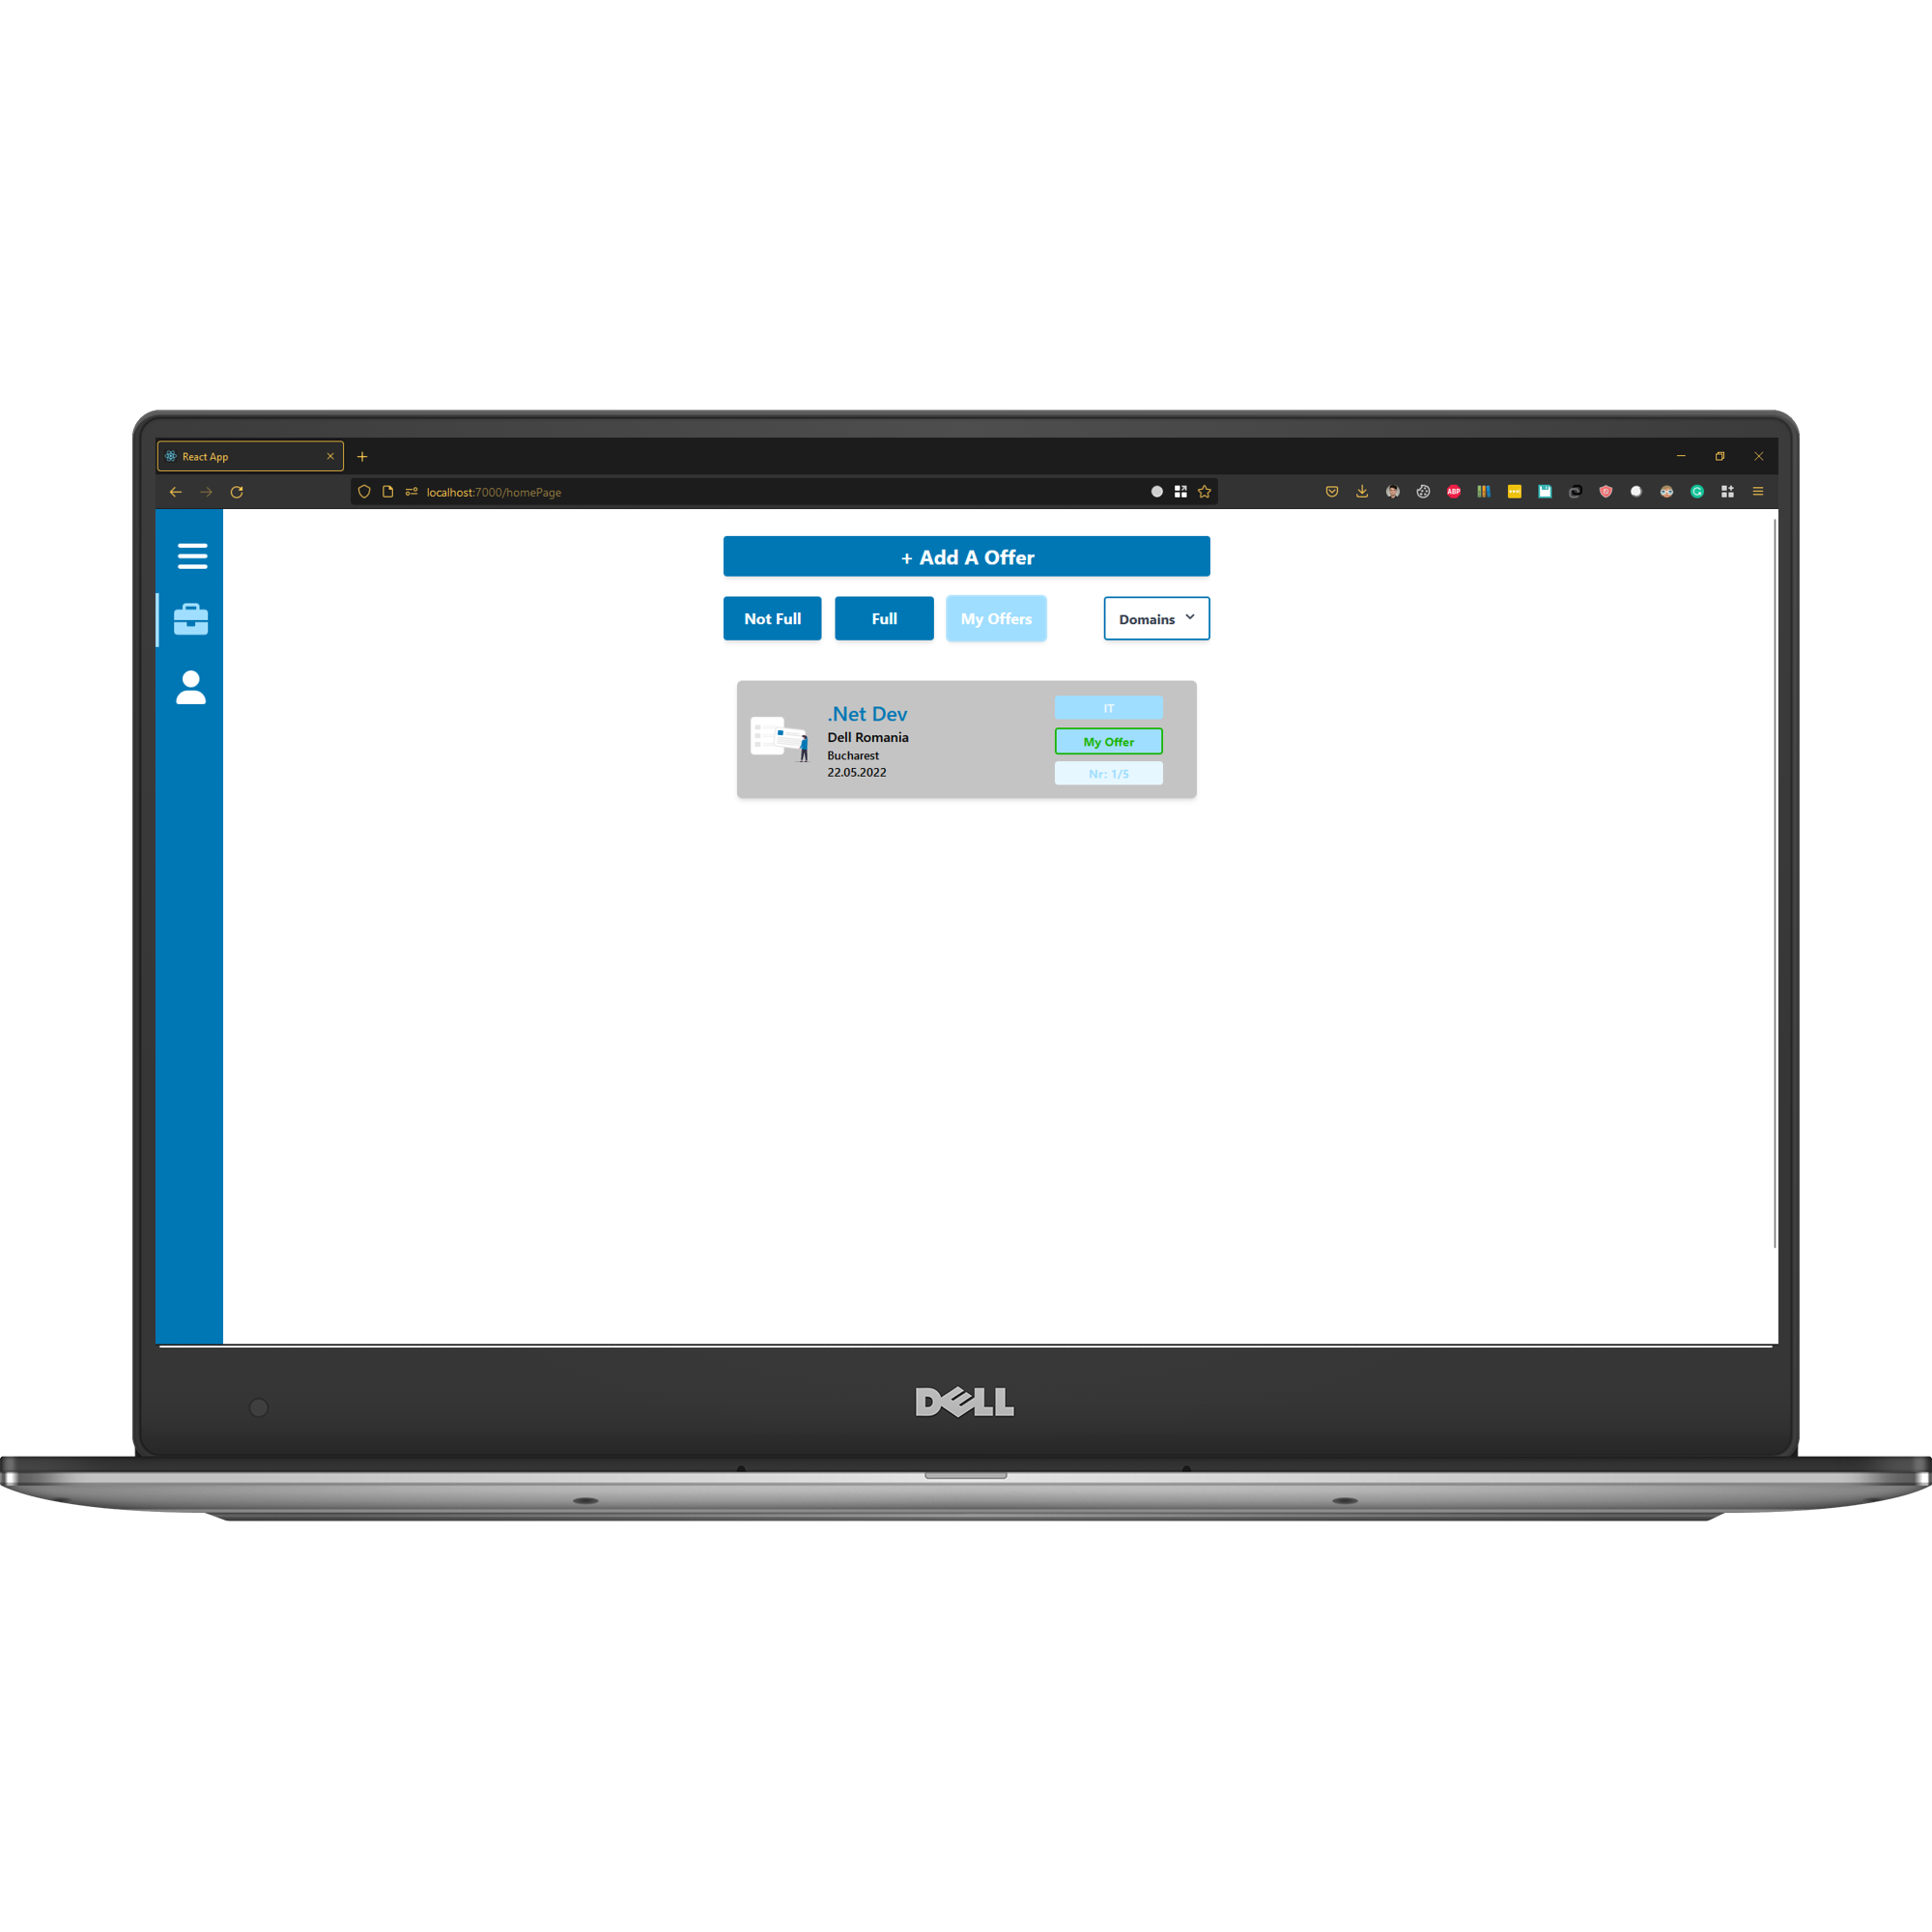 React App
localhost:7000/homePage
ABP
+ Add A Offer
Not Full Full My Offers Domains
IT
.Net Dev
Dell Romania
My Offer
Bucharest
22.05.2022
Nr: 1/5
DELL